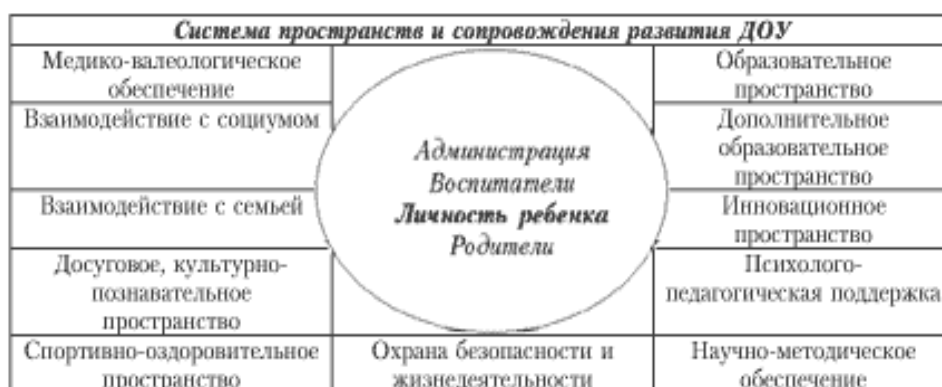 Система пространств и сопровождения развития ДОУ
Медико-валеологическое
обеспечение
Взаимодействие с социумом
Взаимодействие с семьей
Досуговое, культурно-
познавательное
пространство
Спортивно-оздоровительное
пространство
Администрация
Воспитатели
Личность ребенка
Родители
Охрана безопасности и
жизнедеятельности
Образовательное
пространство
Дополнительное
образовательное
пространство
Инновационное
пространство
Психолого-
педагогическая поддержка
Научно-методическое
обеспечение